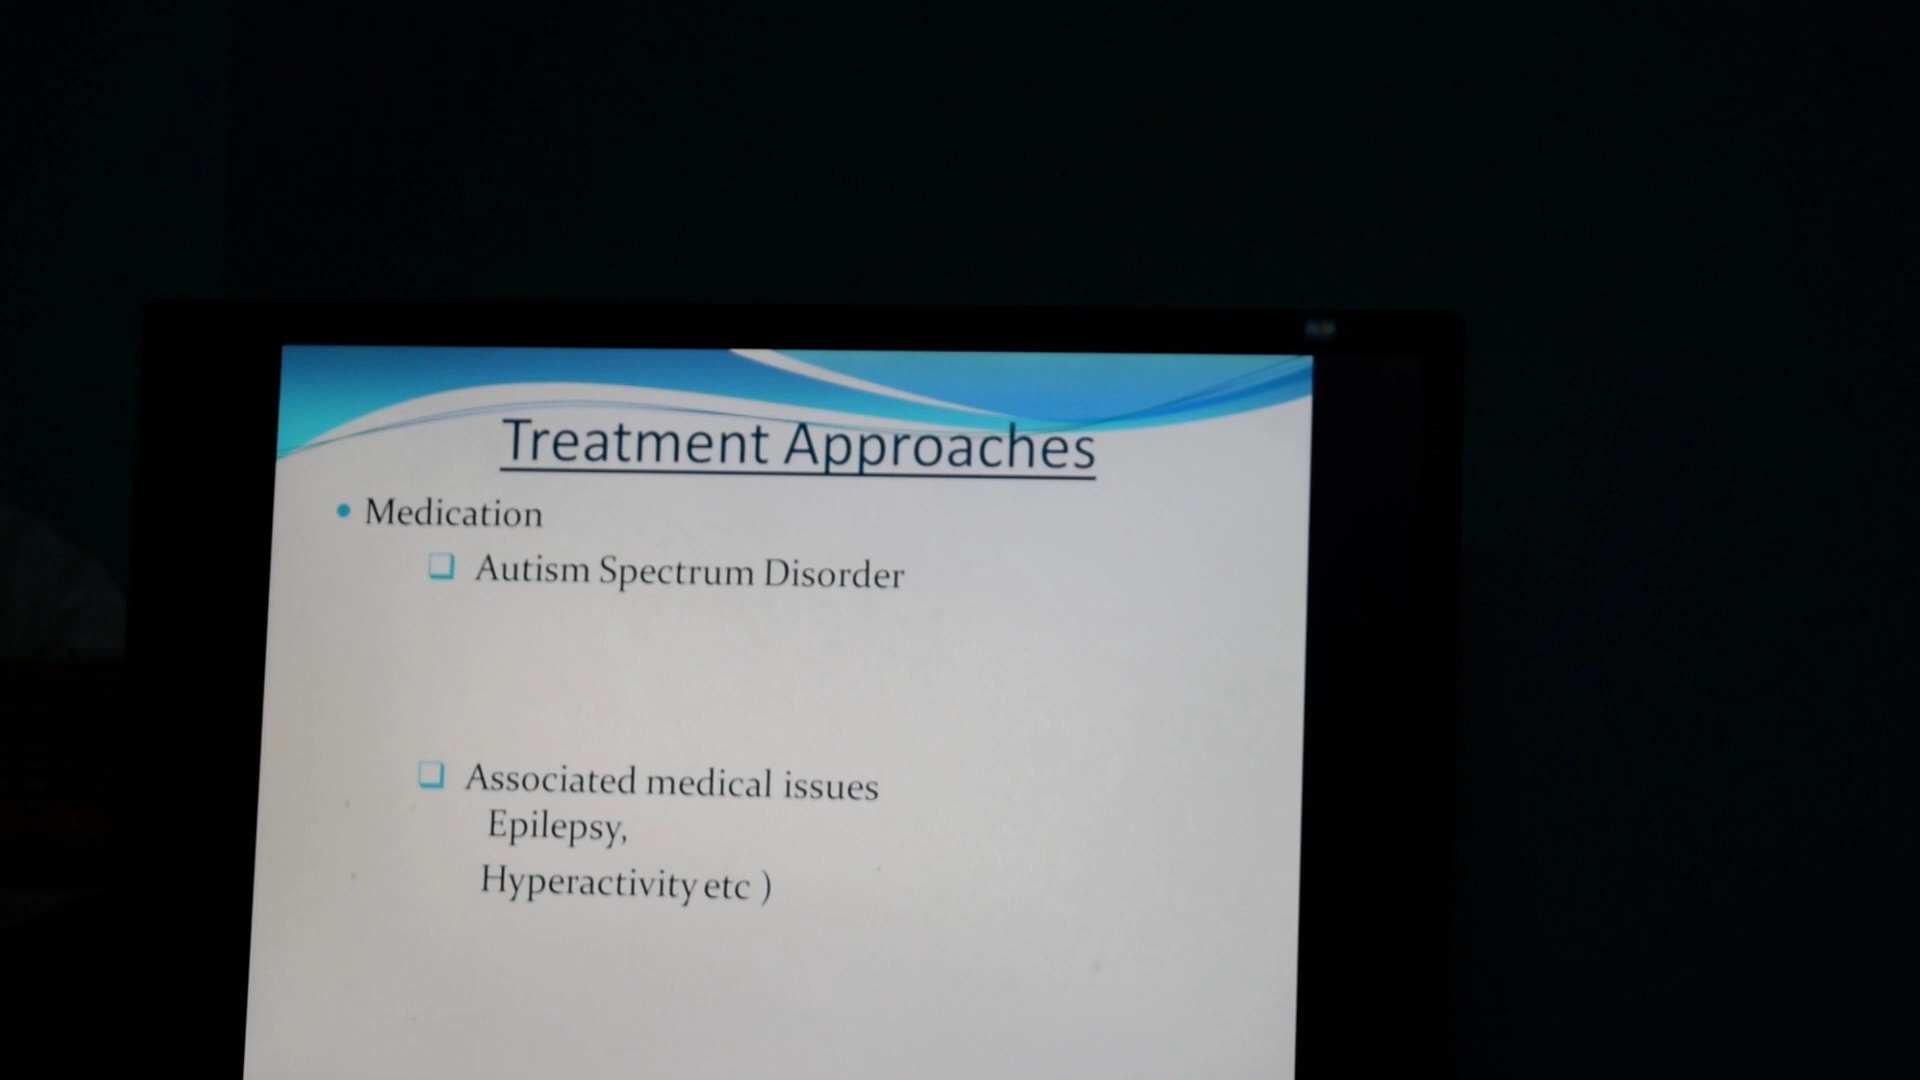 Treatment Approaches
Medication
Autism Spectrum Disorder
Associated medical issues
Epilepsy,
Hyperactivity etc )